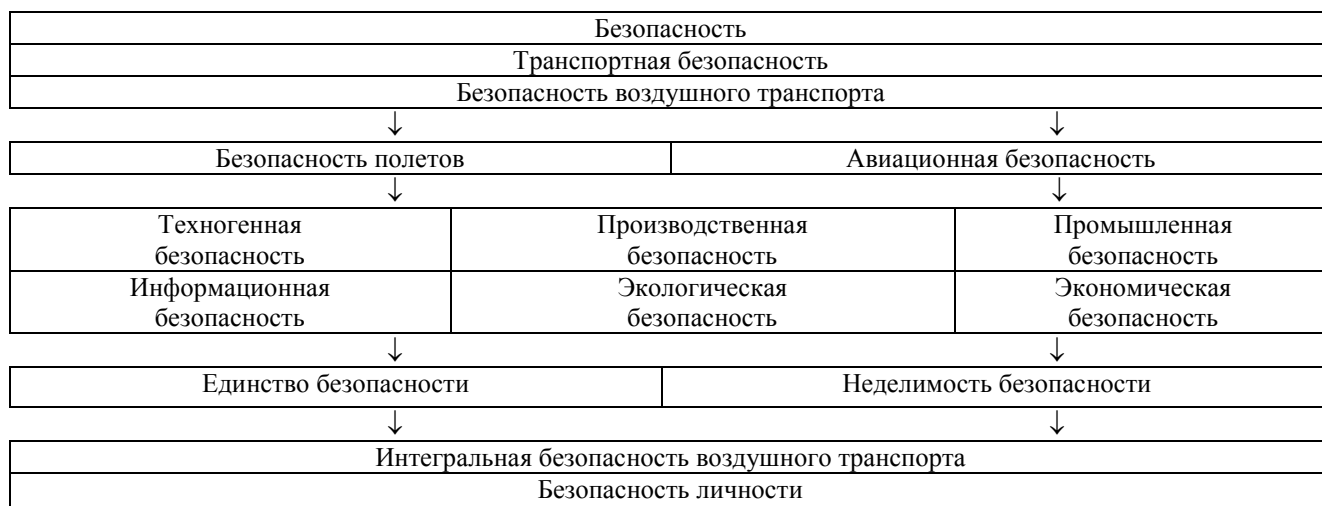 Безопасность
Транспортная безопасность
Безопасность воздушного транспорта
↓ ↓
Безопасность полетов Авиационная безопасность
↓ ↓
Техногенная Производственная Промышленная
безопасность безопасность безопасность
Информационная Экологическая Экономическая
безопасность безопасность безопасность
↓ ↓
Единство безопасности Неделимость безопасности
↓ ↓
Интегральная безопасность воздушного транспорта
Безопасность личности